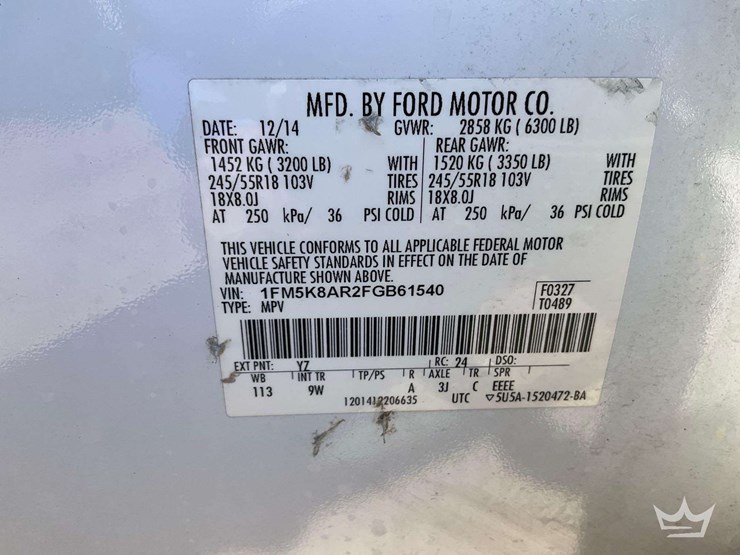 MFD. BY FORD MOTOR CO.
DATE: 12/14 GVWR: 2858 KG ( 6300 LB)
FRONT GAWR: REAR GAWR:
1452 KG ( 3200 LB) WITH 1520 KG ( 3350 LB) WITH
245/55R18 103V TIRES 245/55R18 103V TIRES
18X8.0J RIMS 18X8.0J RIMS
AT 250 kPa/ 36 PSI COLD AT 250 kPa/ 36 PSI COLD
THIS VEHICLE CONFORMS TO ALL APPLICABLE FEDERAL MOTOR
VEHICLE SAFETY STANDARDS IN EFFECT ON THE DATE OF
MANUFACTURE SHOWN ABOVE.
VIN: 1FM5K8AR2FGB61540 F0327
TYPE: MPV T0489
EXT PNT: YZ RC: 24 DSO:
WB INT TR TP/PS R AXLE TR SPR
113 9W A 3J C EEEE
1201412206635 UTC ▽5U5A-1520472-BA